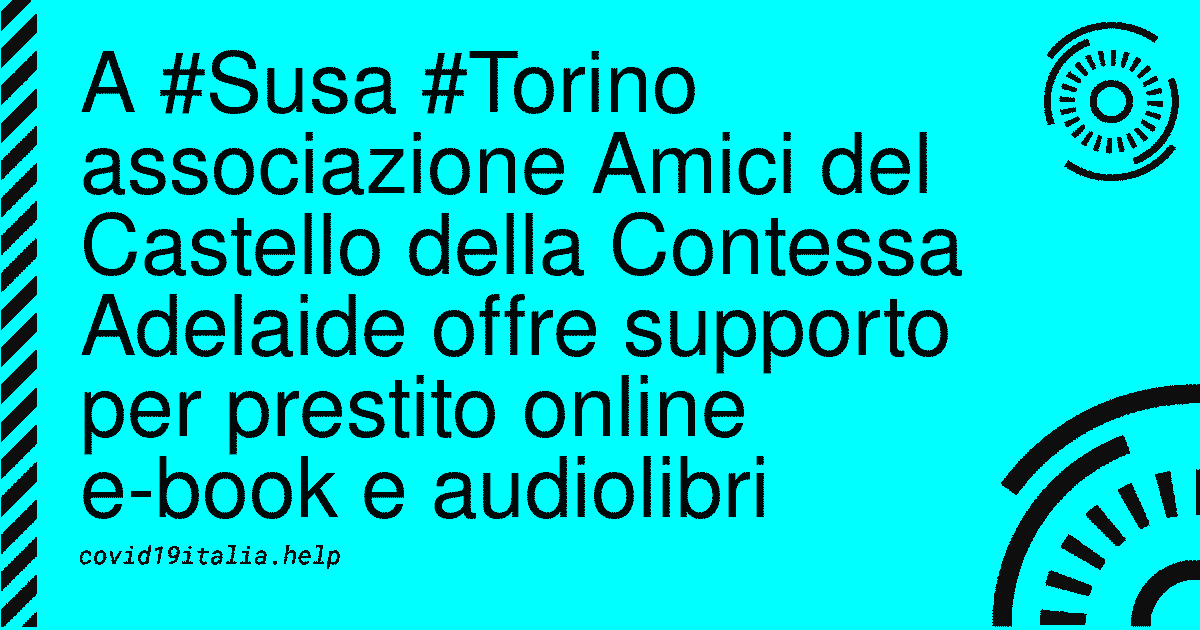 A #Susa #Torino
associazione Amici del
Castello della Contessa
Adelaide offre supporto
per prestito online
e-book e audiolibri
covid19italia.help